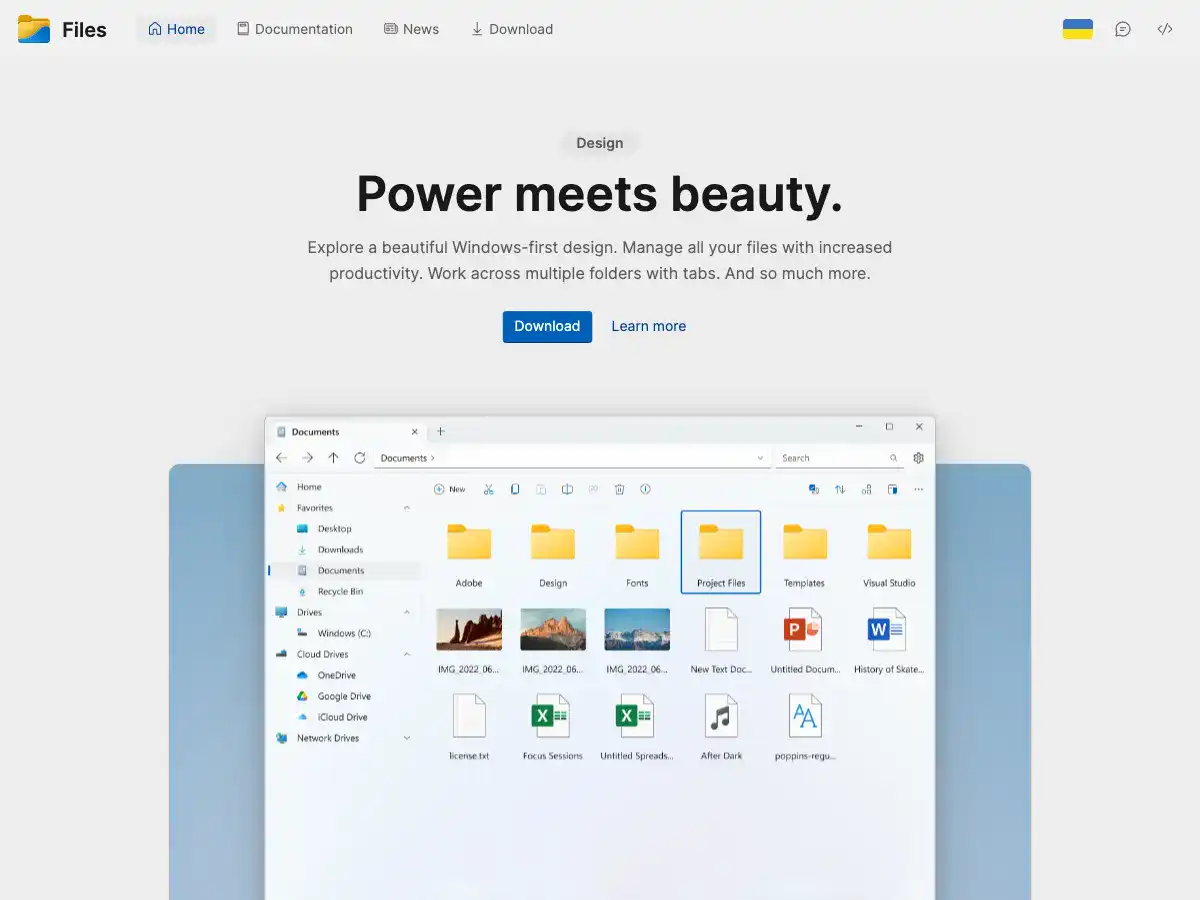 Files
Home
Documentation
News
Download
Design
Power meets beauty.
Explore a beautiful Windows-first design. Manage all your files with increased
productivity. Work across multiple folders with tabs. And so much more.
Download
Learn more
Documents
Documents
Search
Home
Favorites
Desktop
Downloads
Documents
Recycle Bin
Drives
Windows (C:)
Cloud Drives
OneDrive
Google Drive
iCloud Drive
Network Drives
New
Adobe
Design
Fonts
Project Files
Templates
Visual Studio
IMG_2022_06...
IMG_2022_06...
IMG_2022_06...
New Text Doc...
Untitled Docum...
History of Skate...
license.txt
Focus Sessions
Untitled Spreads...
After Dark
poppins-regu...